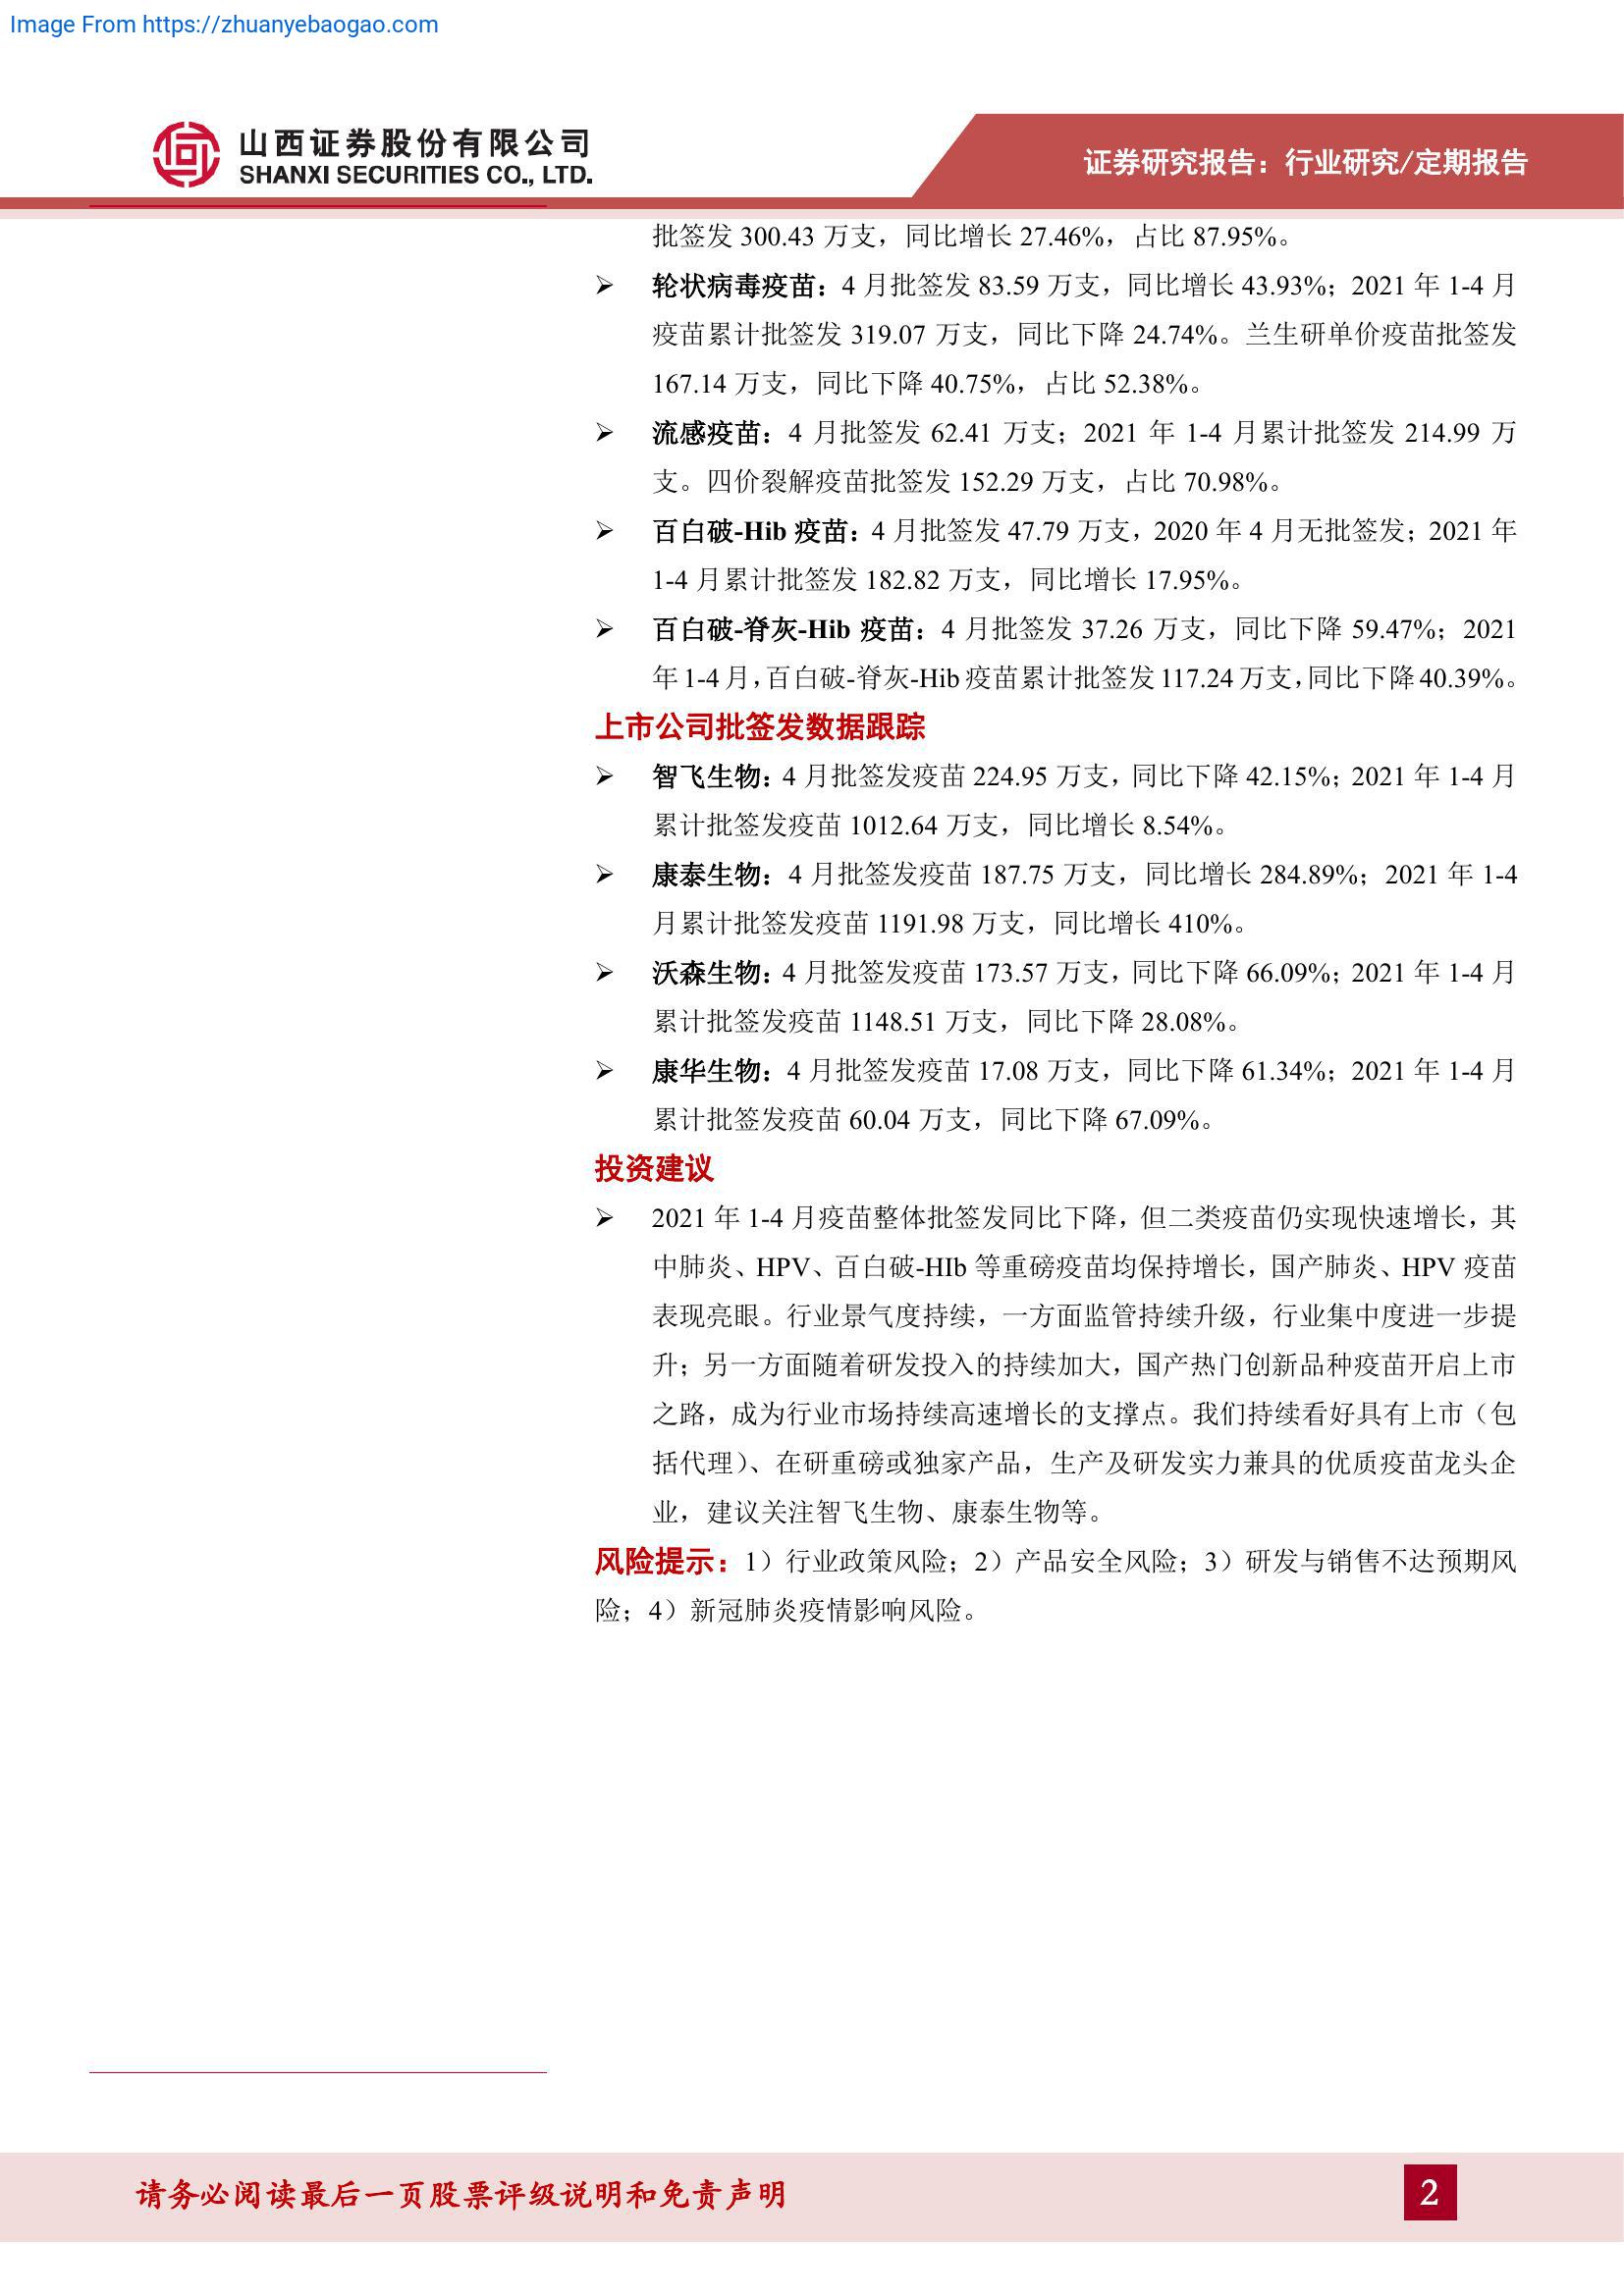 Image From https://zhuanyebaogao.com
山西证券股份有限公司
SHANXI SECURITIES CO., LTD.
证券研究报告：行业研究/定期报告
批签发 300.43 万支，同比增长 27.46%，占比 87.95%。
➢ 轮状病毒疫苗：4 月批签发 83.59 万支，同比增长 43.93%；2021 年 1-4 月
疫苗累计批签发 319.07 万支，同比下降 24.74%。兰生研单价疫苗批签发
167.14 万支，同比下降 40.75%，占比 52.38%。
➢ 流感疫苗：4 月批签发 62.41 万支；2021 年 1-4 月累计批签发 214.99 万
支。四价裂解疫苗批签发 152.29 万支，占比 70.98%。
➢ 百白破-Hib 疫苗：4 月批签发 47.79 万支，2020 年 4 月无批签发；2021 年
1-4 月累计批签发 182.82 万支，同比增长 17.95%。
➢ 百白破-脊灰-Hib 疫苗：4 月批签发 37.26 万支，同比下降 59.47%；2021
年 1-4 月，百白破-脊灰-Hib 疫苗累计批签发 117.24 万支，同比下降 40.39%。
上市公司批签发数据跟踪
➢ 智飞生物：4 月批签发疫苗 224.95 万支，同比下降 42.15%；2021 年 1-4 月
累计批签发疫苗 1012.64 万支，同比增长 8.54%。
➢ 康泰生物：4 月批签发疫苗 187.75 万支，同比增长 284.89%；2021 年 1-4
月累计批签发疫苗 1191.98 万支，同比增长 410%。
➢ 沃森生物：4 月批签发疫苗 173.57 万支，同比下降 66.09%；2021 年 1-4 月
累计批签发疫苗 1148.51 万支，同比下降 28.08%。
➢ 康华生物：4 月批签发疫苗 17.08 万支，同比下降 61.34%；2021 年 1-4 月
累计批签发疫苗 60.04 万支，同比下降 67.09%。
投资建议
➢ 2021 年 1-4 月疫苗整体批签发同比下降，但二类疫苗仍实现快速增长，其
中肺炎、HPV、百白破-HIb 等重磅疫苗均保持增长，国产肺炎、HPV 疫苗
表现亮眼。行业景气度持续，一方面监管持续升级，行业集中度进一步提
升；另一方面随着研发投入的持续加大，国产热门创新品种疫苗开启上市
之路，成为行业市场持续高速增长的支撑点。我们持续看好具有上市（包
括代理）、在研重磅或独家产品，生产及研发实力兼具的优质疫苗龙头企
业，建议关注智飞生物、康泰生物等。
风险提示：1）行业政策风险；2）产品安全风险；3）研发与销售不达预期风
险；4）新冠肺炎疫情影响风险。
请务必阅读最后一页股票评级说明和免责声明
2